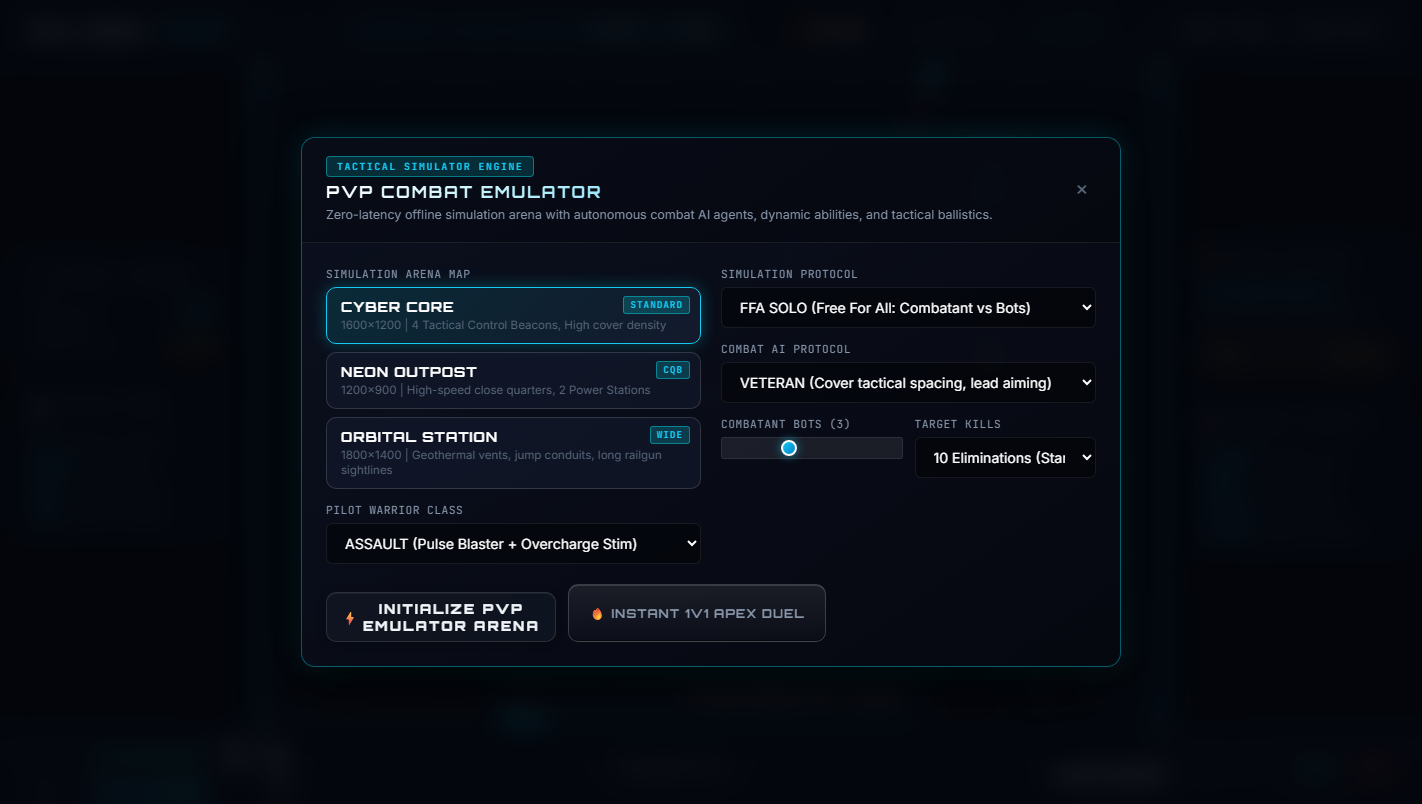 TACTICAL SIMULATOR ENGINE
PVP COMBAT EMULATOR
Zero-latency offline simulation arena with autonomous combat AI agents, dynamic abilities, and tactical ballistics.
×
SIMULATION ARENA MAP
CYBER CORE
STANDARD
1600×1200 | 4 Tactical Control Beacons, High cover density
NEON OUTPOST
CQB
1200×900 | High-speed close quarters, 2 Power Stations
ORBITAL STATION
WIDE
1800×1400 | Geothermal vents, jump conduits, long railgun
sightlines
PILOT WARRIOR CLASS
ASSAULT (Pulse Blaster + Overcharge Stim)
SIMULATION PROTOCOL
FFA SOLO (Free For All: Combatant vs Bots)
COMBAT AI PROTOCOL
VETERAN (Cover tactical spacing, lead aiming)
COMBATANT BOTS (3)
TARGET KILLS
10 Eliminations (Star
INITIALIZE PVP
EMULATOR ARENA
INSTANT 1V1 APEX DUEL